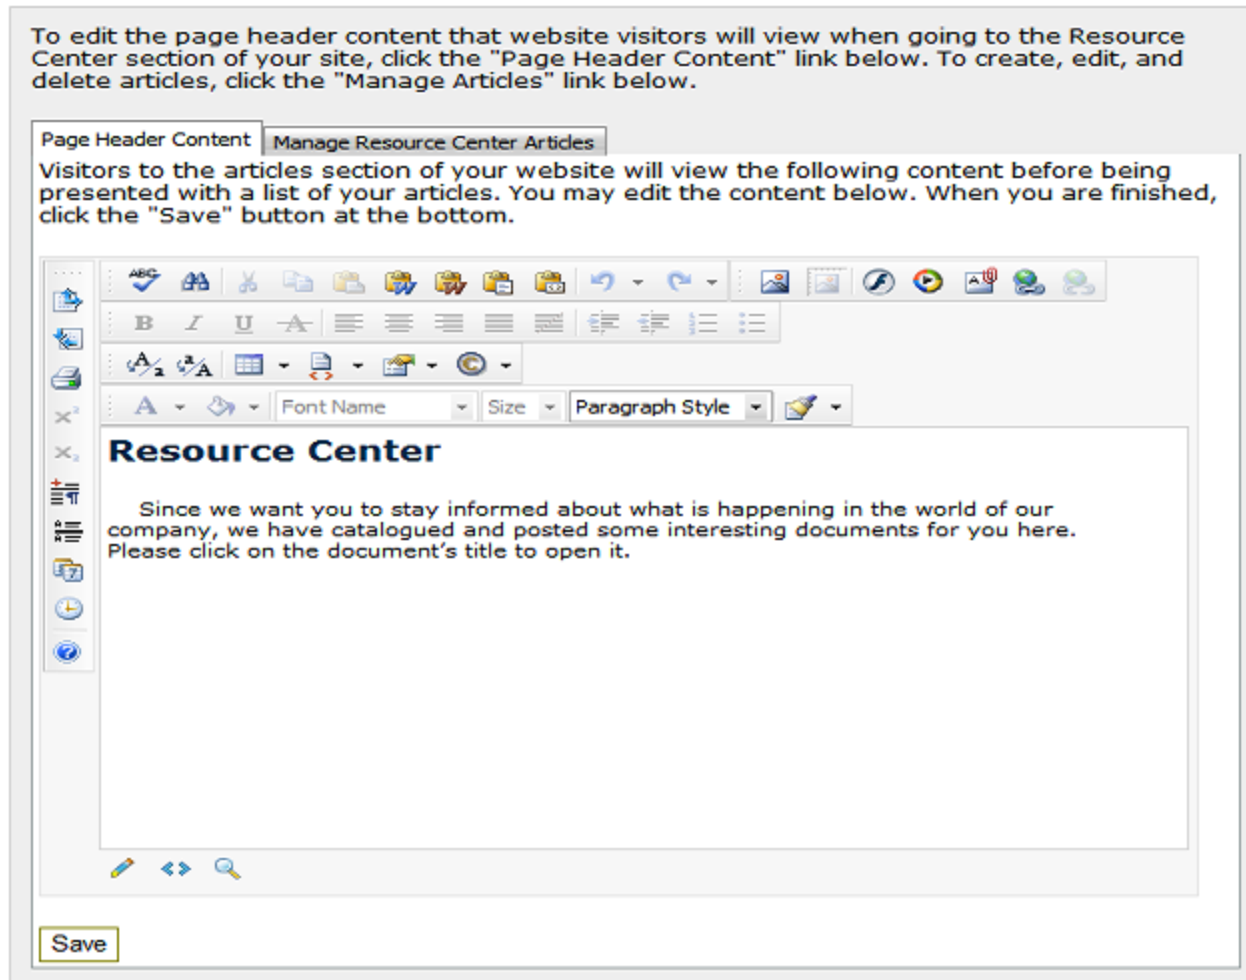 To edit the page header content that website visitors will view when going to the Resource
Center section of your site, click the "Page Header Content" link below. To create, edit, and
delete articles, click the "Manage Articles" link below.
Page Header Content
Manage Resource Center Articles
Visitors to the articles section of your website will view the following content before being
presented with a list of your articles. You may edit the content below. When you are finished,
click the "Save" button at the bottom.
ABC
B I U A
Font Name
Size
Paragraph Style
Resource Center
Since we want you to stay informed about what is happening in the world of our
company, we have catalogued and posted some interesting documents for you here.
Please click on the document’s title to open it.
Save